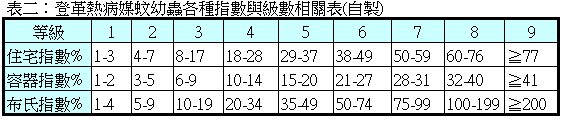 表二：登革熱病媒蚊幼蟲各種指數與級數相關表(自製)
等級 1 2 3 4 5 6 7 8 9
住宅指數% 1-3 4-7 8-17 18-28 29-37 38-49 50-59 60-76 ≧77
容器指數% 1-2 3-5 6-9 10-14 15-20 21-27 28-31 32-40 ≧41
布氏指數% 1-4 5-9 10-19 20-34 35-49 50-74 75-99 100-199 ≧200